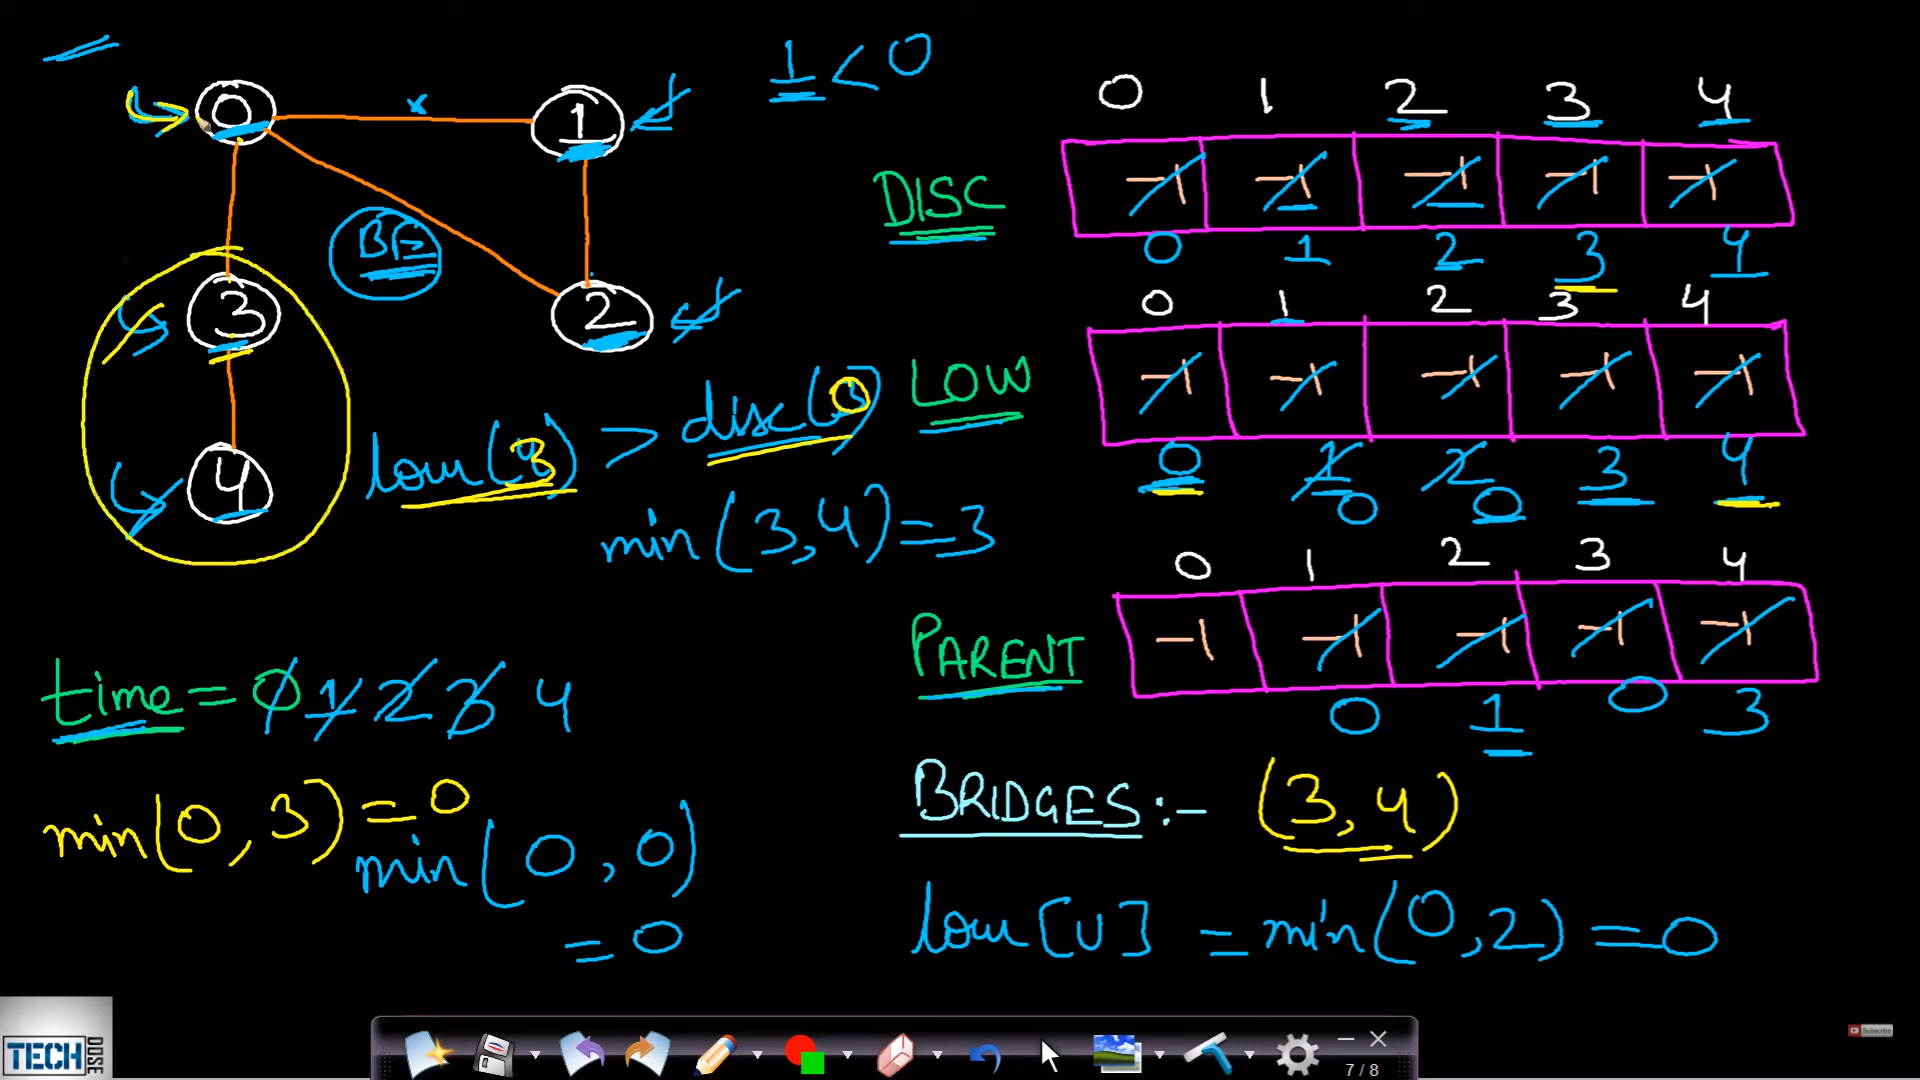 0 1 1 < 0
BE
3 2
4
low(3) > disc(0)
min(3,4) = 3
time = 0 1 2 3 4
min(0,3) = 0
min(0,0)
= 0
0 1 2 3 4
DISC -1 -1 -1 -1 -1
0 1 2 3 4
0 1 2 3 4
LOW -1 -1 -1 -1 -1
0 1 2 3 4
0 0
0 1 2 3 4
PARENT -1 -1 -1 -1 -1
0 1 0 3
BRIDGES :- (3,4)
low[U] = min(0,2) = 0
TECH DOSE
7 / 8
Subscribe